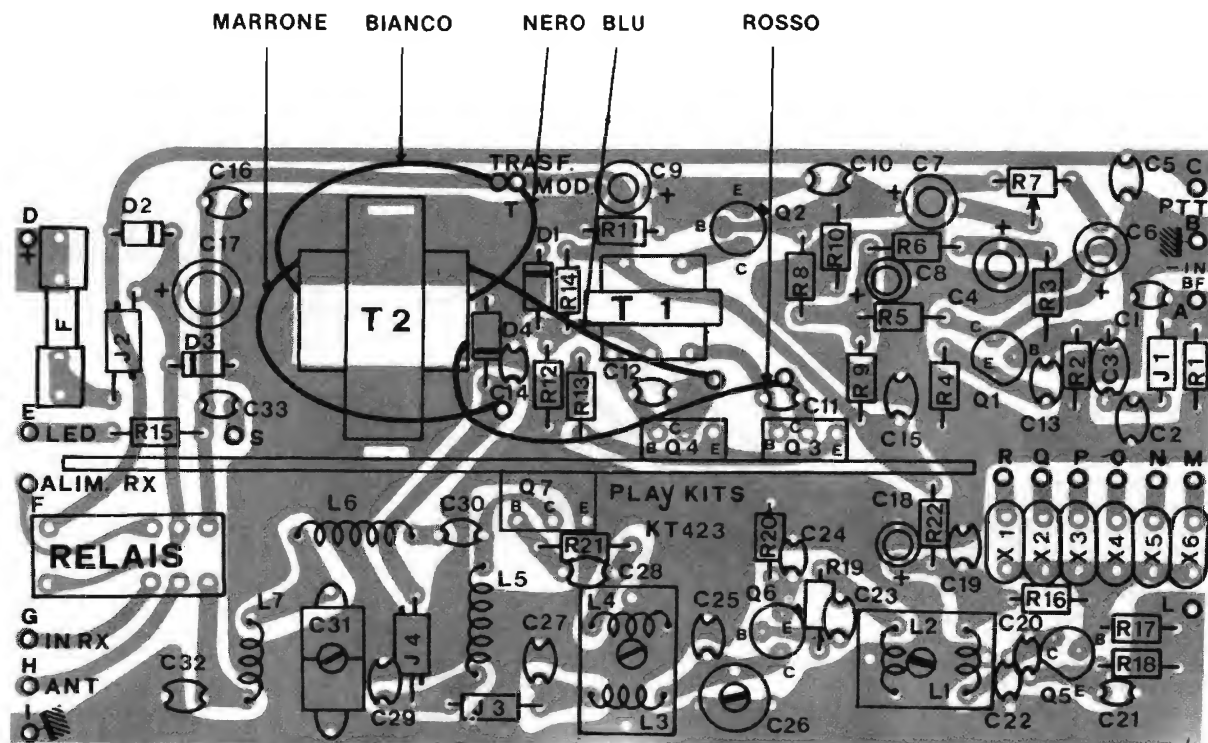 MARRONE BIANCO NERO BLU ROSSO
TRASF.
MOD.
T
C16
C9
C10
C7
C5
C
R7
PTT
B
D
+
D2
C17
+
D1
R14
R11
+
E
B
C
Q2
R10
R8
R6
C8
+
+
+
C6
R3
-IN
BF
A
C1
F
J2
D3
T2
D4
T1
R5
C4
C
E
B
Q1
R2
C3
J1
R1
C14
R12
R13
C12
C11
R9
R4
C15
C13
C2
E
LED
R15
C33
S
B C E
Q4
B C E
Q3
R Q P O N M
ALIM. RX
F
RELAIS
L6
C30
Q7
B C E
PLAY KITS
KT423
R21
C28
R20
C24
C18
+
R22
C19
X1 X2 X3 X4 X5 X6
G
IN RX
L7
C31
J4
L5
C27
L4
C25
Q6
B
E
C
R19
C23
L2
C20
R16
L
R17
R18
H
ANT
I
C32
C29
J3
L3
C26
L1
C22
C
B
E
Q5
C21